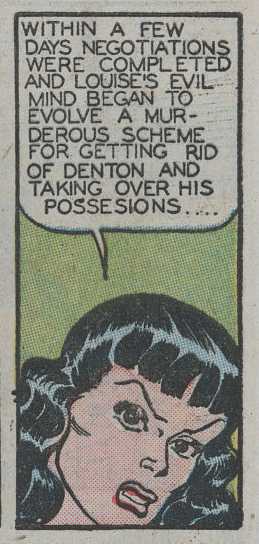 WITHIN A FEW
DAYS NEGOTIATIONS
WERE COMPLETED
AND LOUISE'S EVIL
MIND BEGAN TO
EVOLVE A MUR-
DEROUS SCHEME
FOR GETTING RID
OF DENTON AND
TAKING OVER HIS
POSSESIONS....